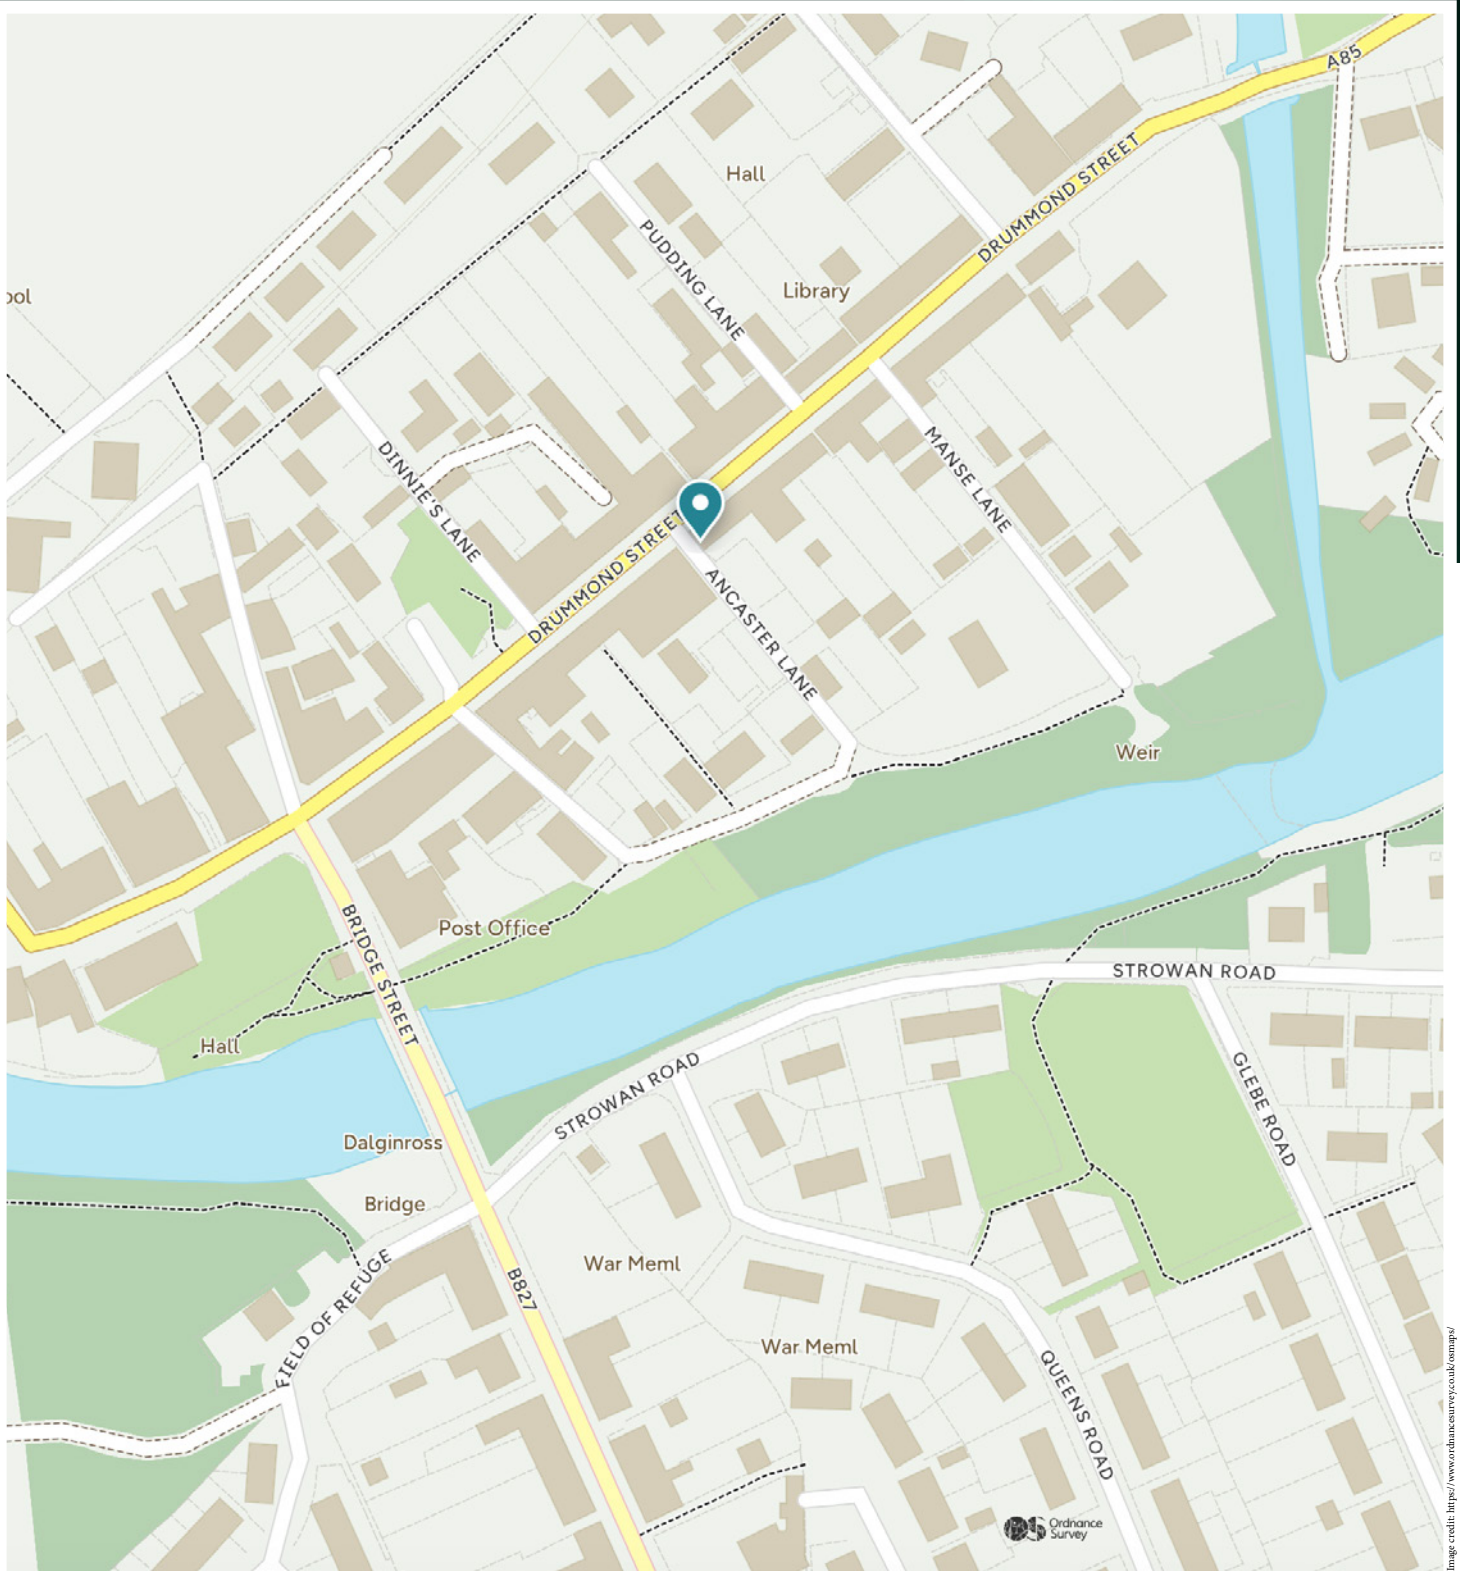 A85
DRUMMOND STREET
Hall
PUDDING LANE
Library
ool
MANSE LANE
DINNIE'S LANE
DRUMMOND STREET
ANCASTER LANE
Weir
BRIDGE STREET
Post Office
STROWAN ROAD
Hall
GLEBE ROAD
STROWAN ROAD
Dalginross
Bridge
War Meml
FIELD OF REFUGE
B827
War Meml
QUEENS ROAD
Ordnance
Survey
Image credit: https://www.ordnancesurvey.co.uk/osmaps/